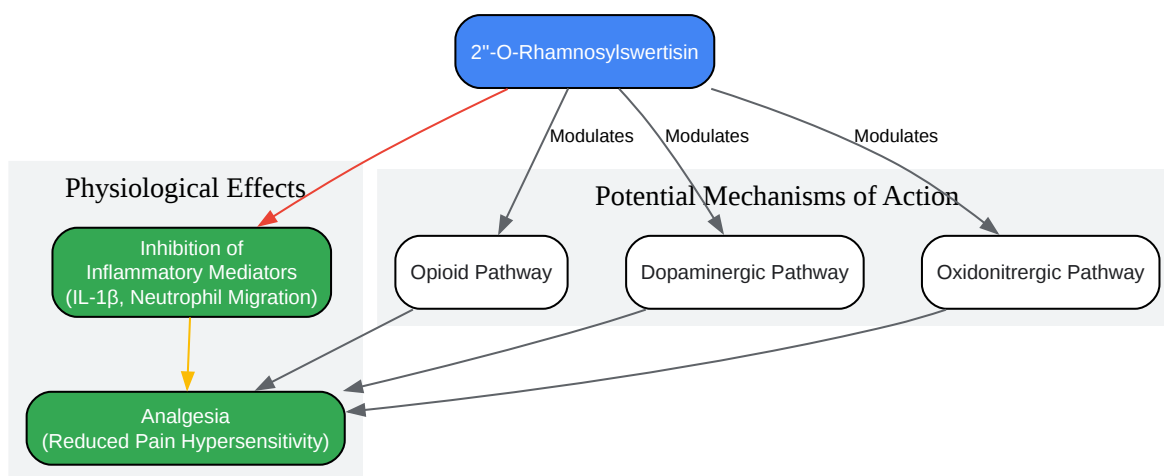 2"-O-Rhamnosylswertisin
Modulates
Modulates
Modulates
Physiological Effects
Potential Mechanisms of Action
Inhibition of
Inflammatory Mediators
(IL-1β, Neutrophil Migration)
Opioid Pathway
Dopaminergic Pathway
Oxidonitrergic Pathway
Analgesia
(Reduced Pain Hypersensitivity)